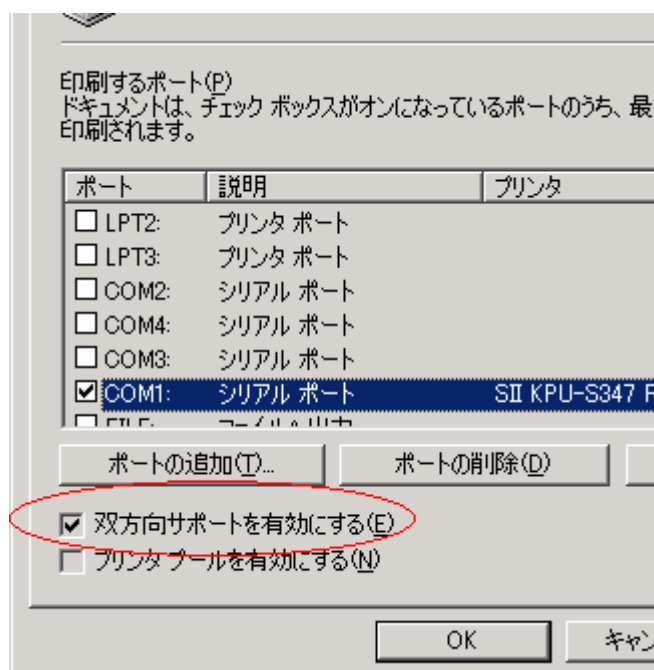 印刷するポート(P)
ドキュメントは、チェック ボックスがオンになっているポートのうち、最
印刷されます。
ポート 説明 プリンタ
LPT2: プリンタ ポート
LPT3: プリンタ ポート
COM2: シリアル ポート
COM4: シリアル ポート
COM3: シリアル ポート
COM1: シリアル ポート SII KPU-S347
ポートの追加(T)... ポートの削除(D)
双方向サポートを有効にする(E)
プリンタ プールを有効にする(N)
OK キャン